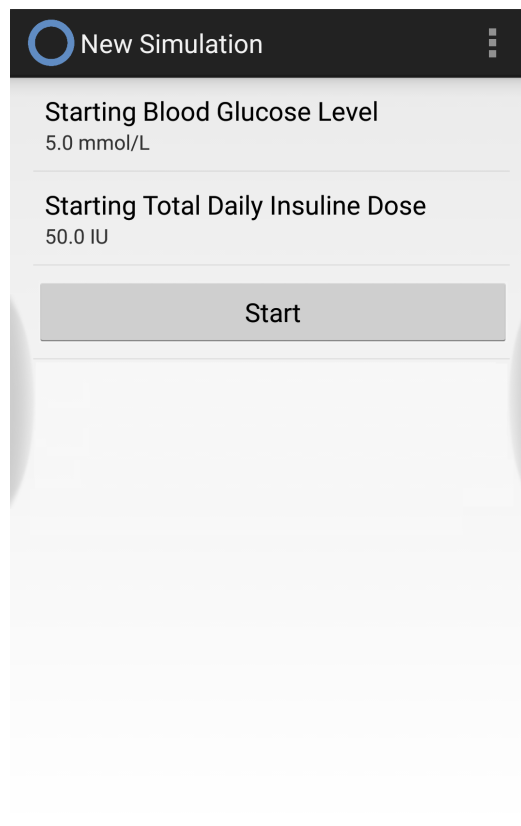 New Simulation
Starting Blood Glucose Level
5.0 mmol/L
Starting Total Daily Insuline Dose
50.0 IU
Start